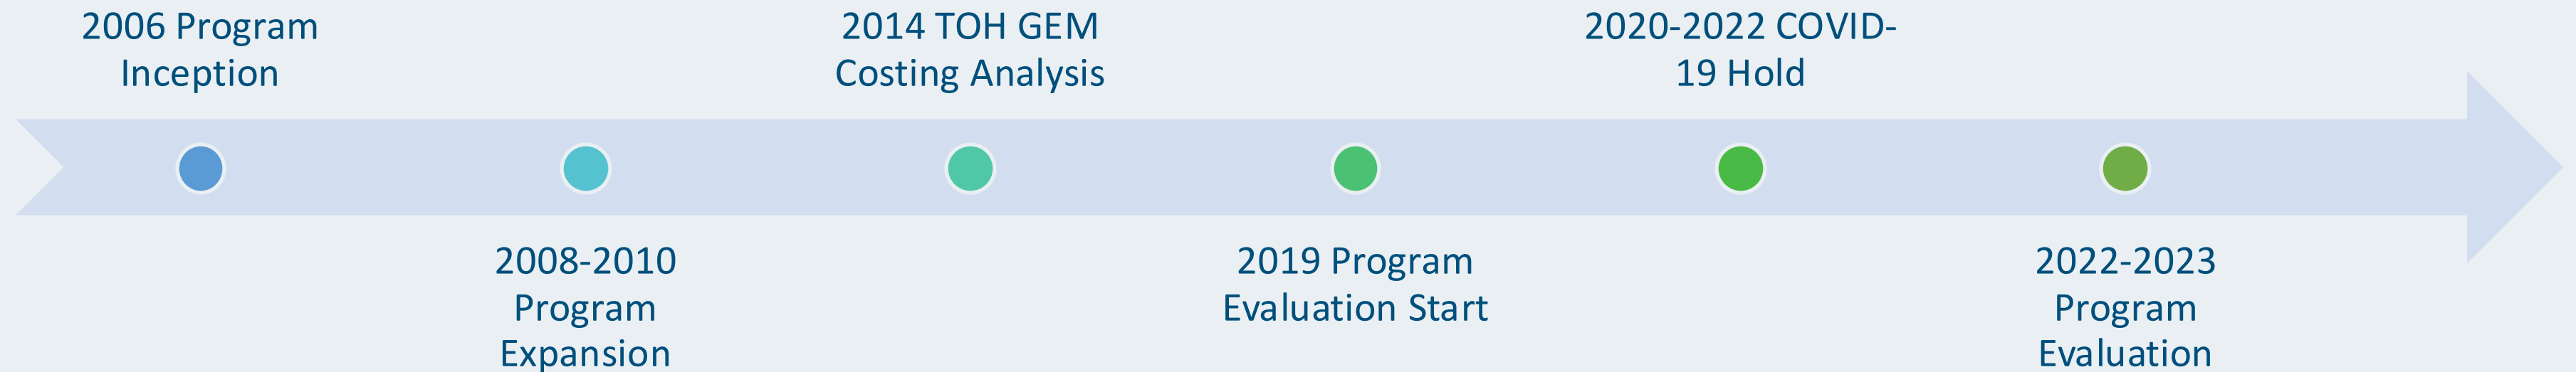 2006 Program
Inception
2008-2010
Program
Expansion
2014 TOH GEM
Costing Analysis
2019 Program
Evaluation Start
2020-2022 COVID-
19 Hold
2022-2023
Program
Evaluation